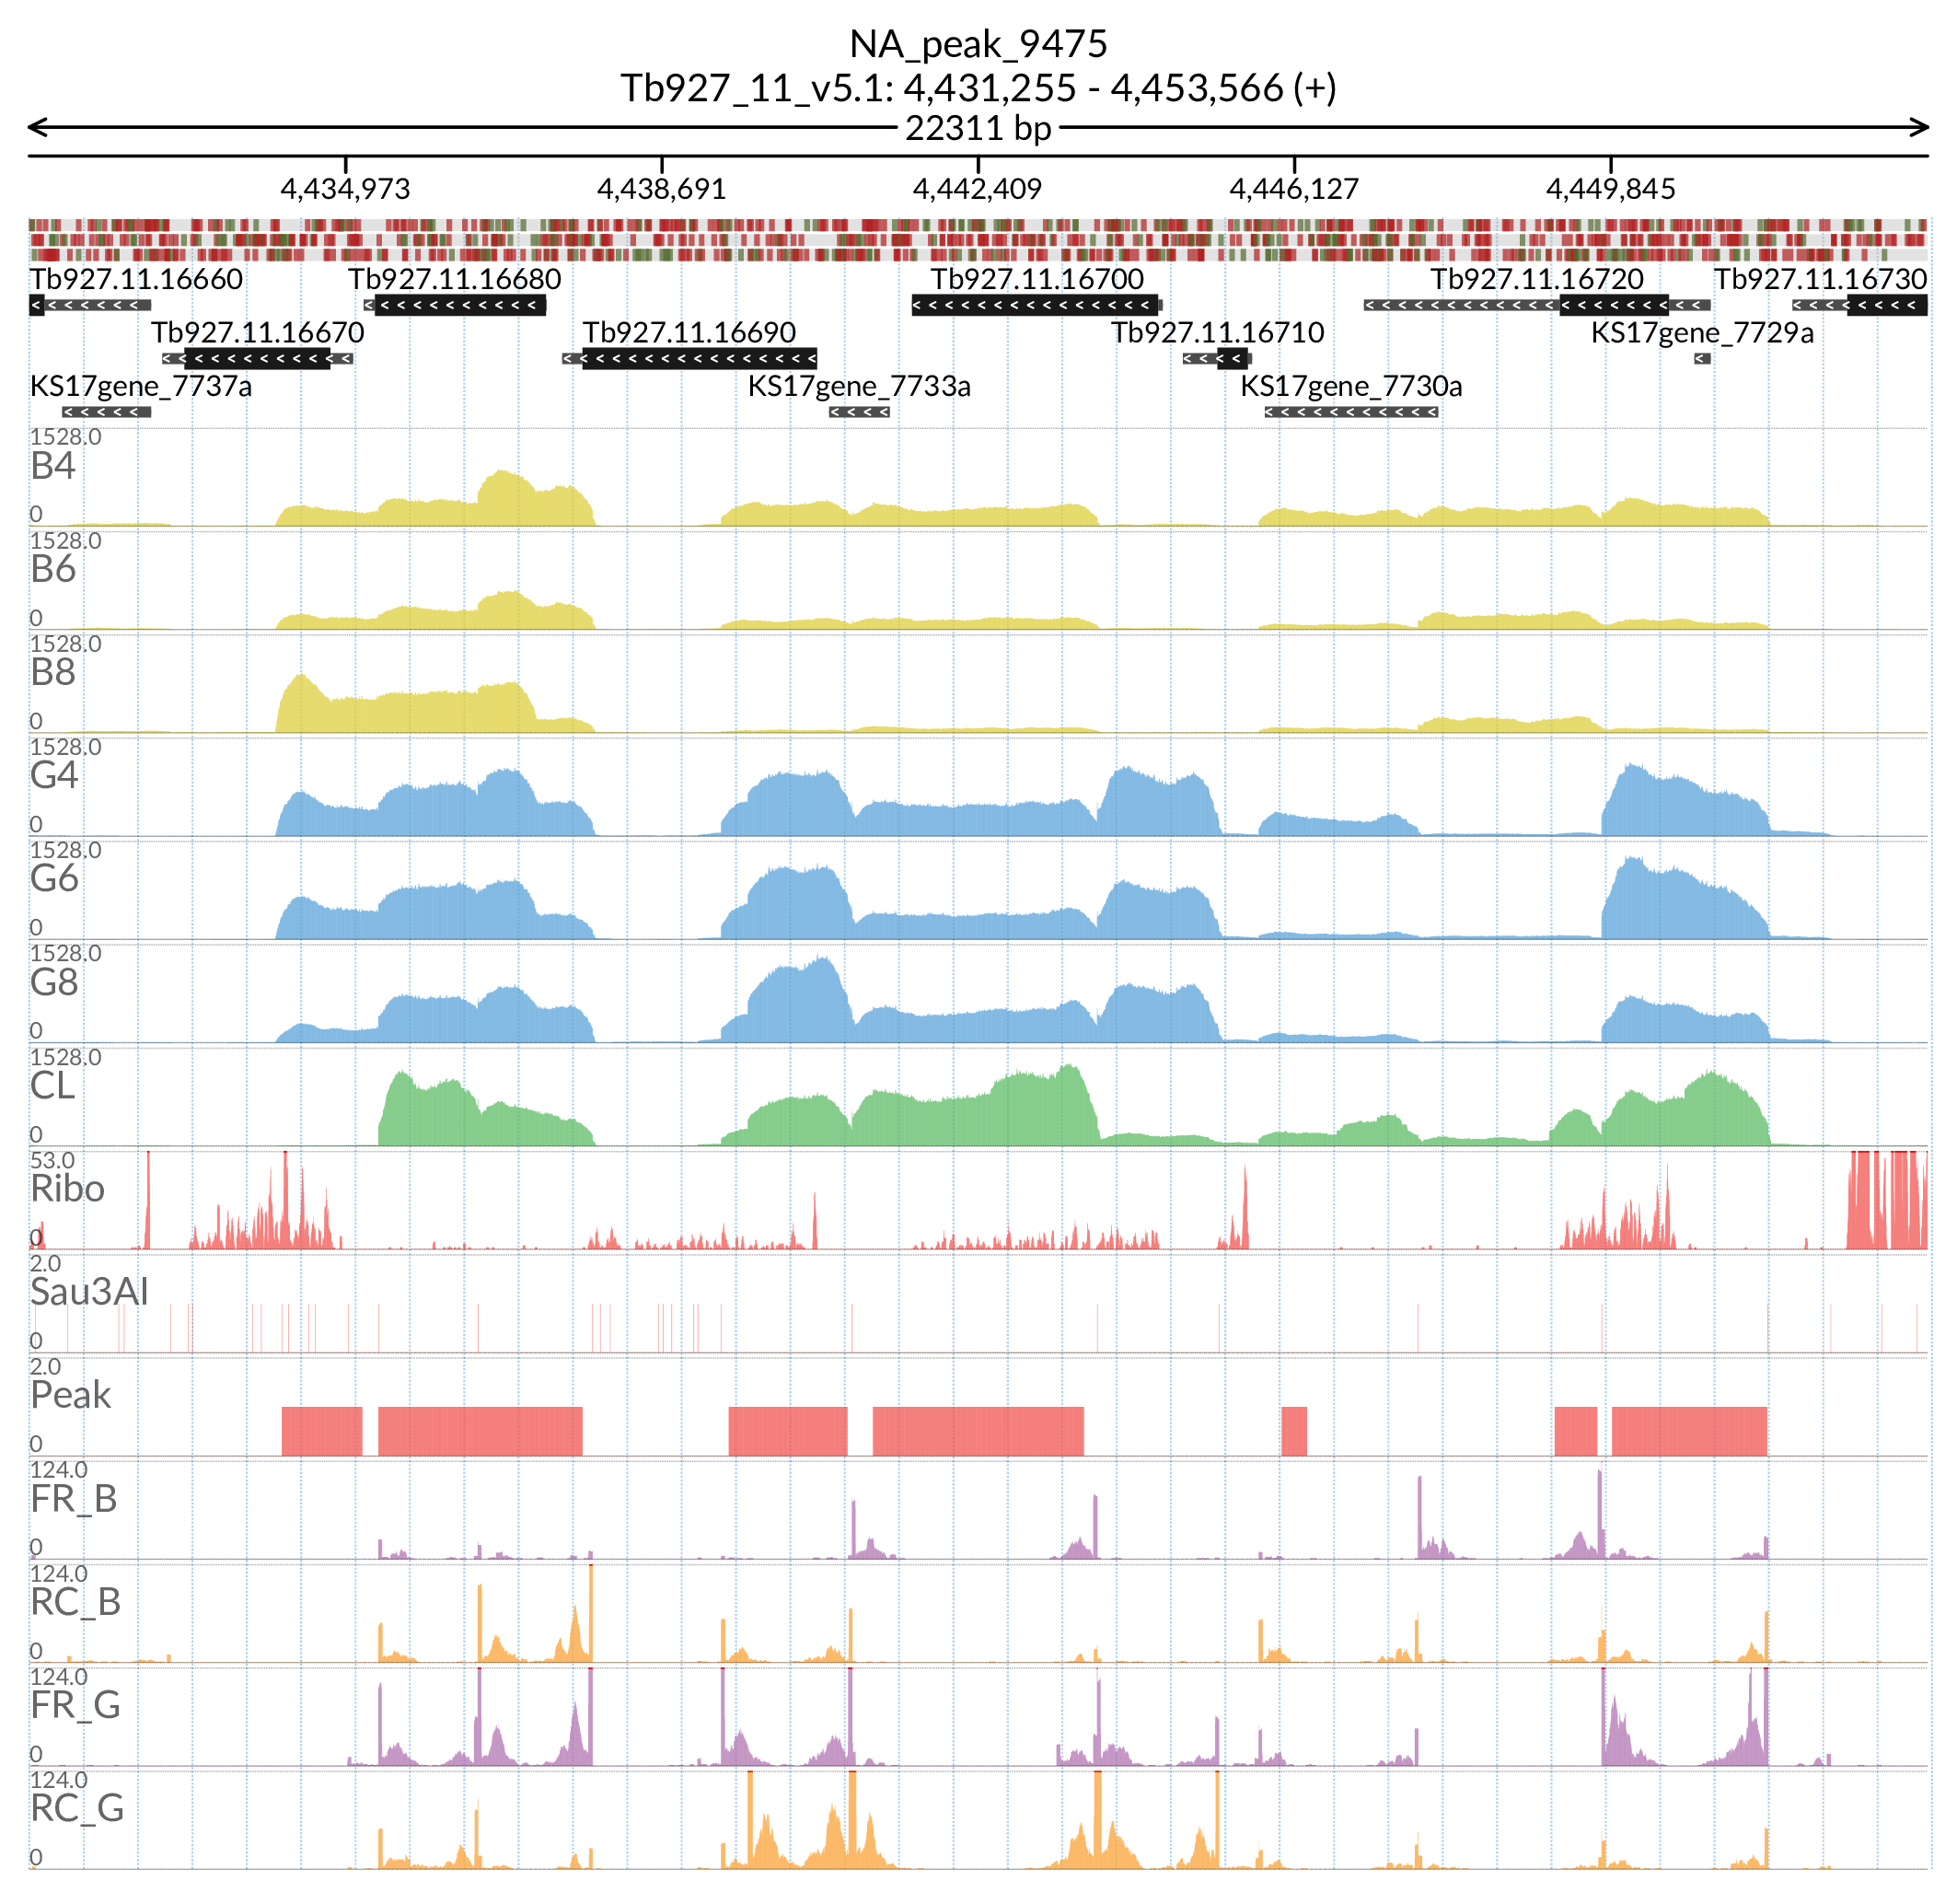 NA_peak_9475
Tb927_11_v5.1: 4,431,255 - 4,453,566 (+)
22311 bp
4,434,973 4,438,691 4,442,409 4,446,127 4,449,845
Tb927.11.16660 Tb927.11.16680 Tb927.11.16700 Tb927.11.16720 Tb927.11.16730
Tb927.11.16670 Tb927.11.16690 Tb927.11.16710 KS17gene_7729a
KS17gene_7737a KS17gene_7733a KS17gene_7730a
1528.0
B4
0
1528.0
B6
0
1528.0
B8
0
1528.0
G4
0
1528.0
G6
0
1528.0
G8
0
1528.0
CL
0
53.0
Ribo
0
2.0
Sau3AI
0
2.0
Peak
0
124.0
FR_B
0
124.0
RC_B
0
124.0
FR_G
0
124.0
RC_G
0